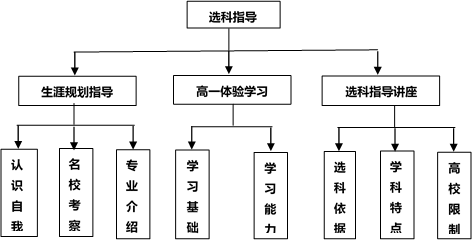 选科指导
生涯规划指导
高一体验学习
选科指导讲座
认识自我
名校考察
专业介绍
学习基础
学习能力
选科依据
学科特点
高校限制